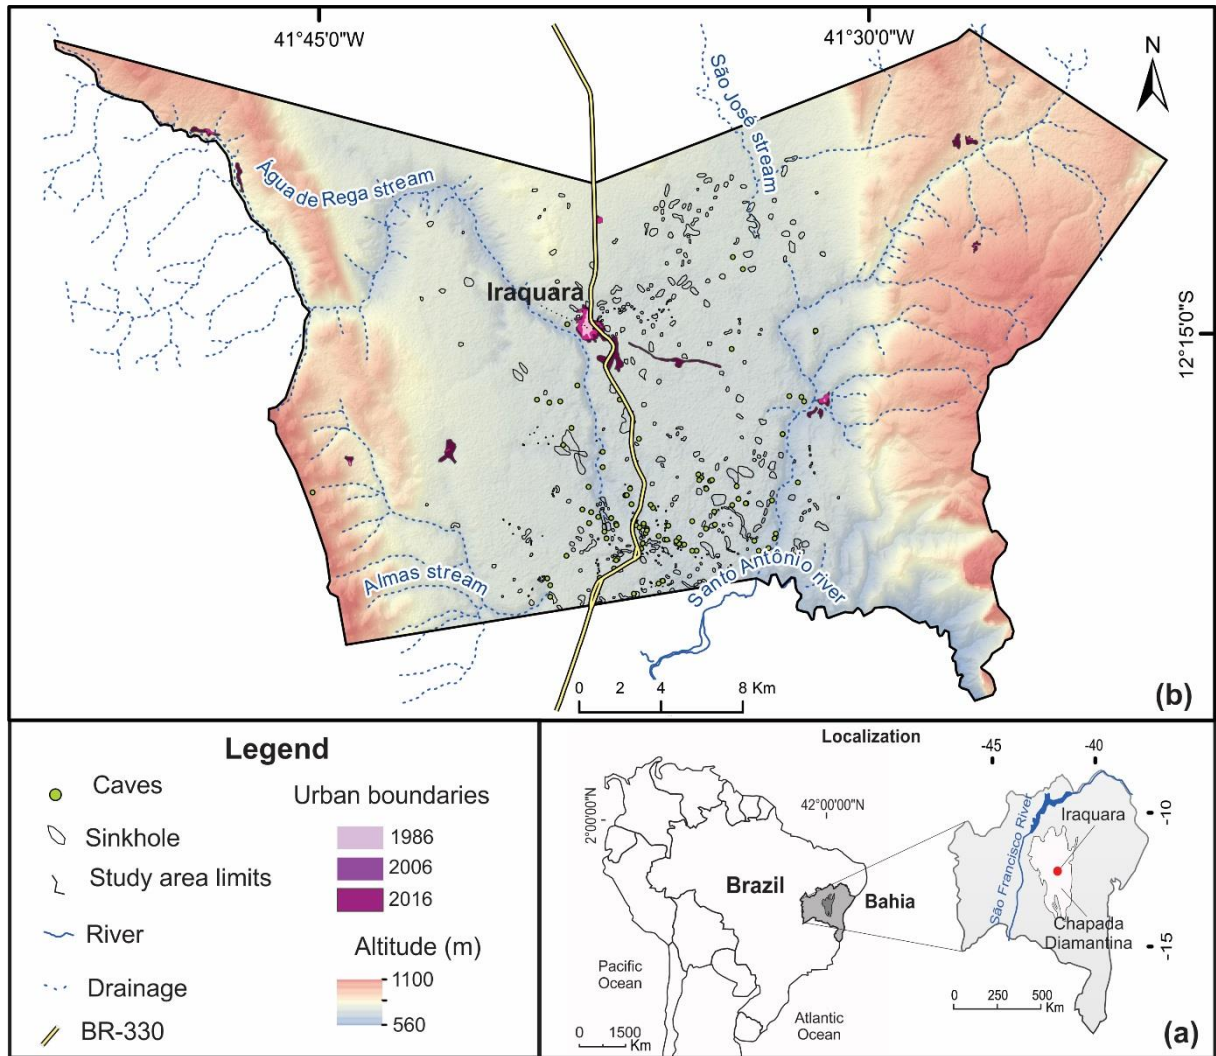 41°45'0"W
41°30'0"W
N
São José stream
Água de Rega stream
Iraquara
12°15'0"S
Almas stream
Santo Antônio river
0 2 4 8 Km
(b)
Legend
Caves
Sinkhole
Study area limits
River
Drainage
BR-330
Urban boundaries
1986
2006
2016
Altitude (m)
1100
560
Localization
2°00'00"N
42°00'00"N
Brazil
Bahia
Pacific
Ocean
Atlantic
Ocean
0 1500
Km
-45 -40
-10
-15
Iraquara
São Francisco River
Chapada
Diamantina
0 250 500
Km
(a)